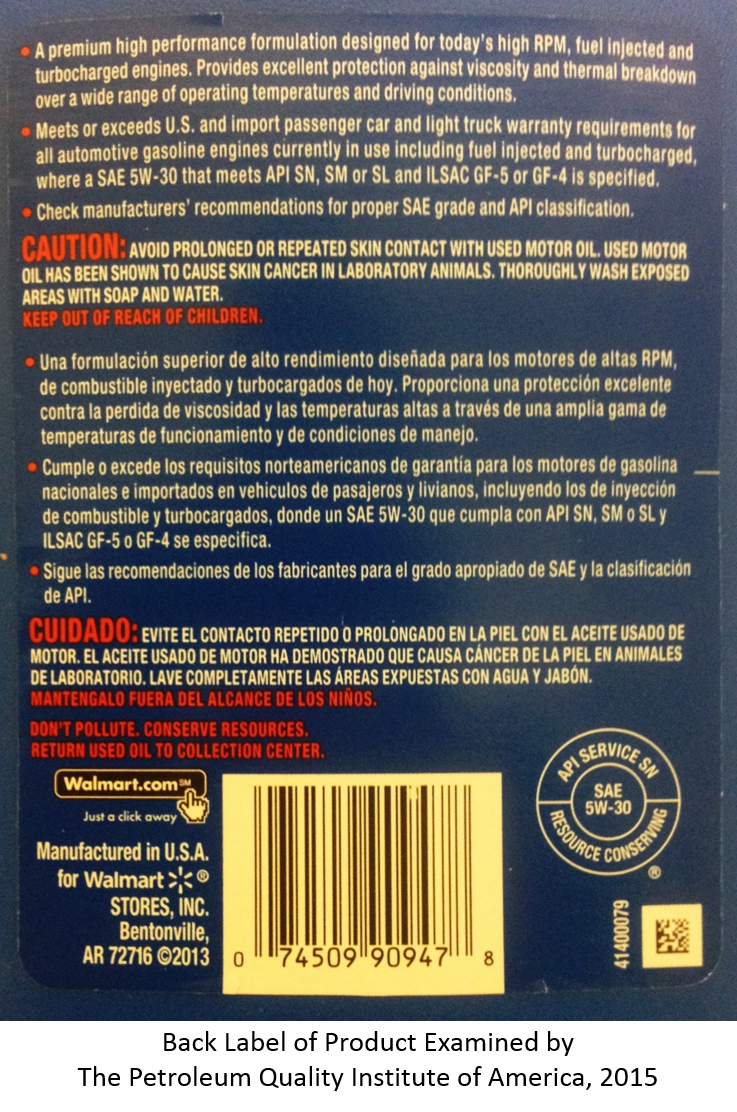 • A premium high performance formulation designed for today's high RPM, fuel injected and
turbocharged engines. Provides excellent protection against viscosity and thermal breakdown
over a wide range of operating temperatures and driving conditions.
• Meets or exceeds U.S. and import passenger car and light truck warranty requirements for
all automotive gasoline engines currently in use including fuel injected and turbocharged,
where a SAE 5W-30 that meets API SN, SM or SL and ILSAC GF-5 or GF-4 is specified.
• Check manufacturers' recommendations for proper SAE grade and API classification.
CAUTION: AVOID PROLONGED OR REPEATED SKIN CONTACT WITH USED MOTOR OIL. USED MOTOR
OIL HAS BEEN SHOWN TO CAUSE SKIN CANCER IN LABORATORY ANIMALS. THOROUGHLY WASH EXPOSED
AREAS WITH SOAP AND WATER.
KEEP OUT OF REACH OF CHILDREN.
• Una formulación superior de alto rendimiento diseñada para los motores de altas RPM,
de combustible inyectado y turbocargados de hoy. Proporciona una protección excelente
contra la perdida de viscosidad y las temperaturas altas a través de una amplia gama de
temperaturas de funcionamiento y de condiciones de manejo.
• Cumple o excede los requisitos norteamericanos de garantía para los motores de gasolina
nacionales e importados en vehiculos de pasajeros y livianos, incluyendo los de inyección
de combustible y turbocargados, donde un SAE 5W-30 que cumpla con API SN, SM o SL y
ILSAC GF-5 o GF-4 se especifica.
• Sigue las recomendaciones de los fabricantes para el grado apropiado de SAE y la clasificación
de API.
CUIDADO: EVITE EL CONTACTO REPETIDO O PROLONGADO EN LA PIEL CON EL ACEITE USADO DE
MOTOR. EL ACEITE USADO DE MOTOR HA DEMOSTRADO QUE CAUSA CÁNCER DE LA PIEL EN ANIMALES
DE LABORATORIO. LAVE COMPLETAMENTE LAS ÁREAS EXPUESTAS CON AGUA Y JABÓN.
MANTENGALO FUERA DEL ALCANCE DE LOS NIÑOS.
DON'T POLLUTE. CONSERVE RESOURCES.
RETURN USED OIL TO COLLECTION CENTER.
Walmart.com SM
Just a click away
Manufactured in U.S.A.
for Walmart ®
STORES, INC.
Bentonville,
AR 72716 ©2013
0 74509 90947 8
API SERVICE SN
SAE
5W-30
RESOURCE CONSERVING
®
41400079
Back Label of Product Examined by
The Petroleum Quality Institute of America, 2015